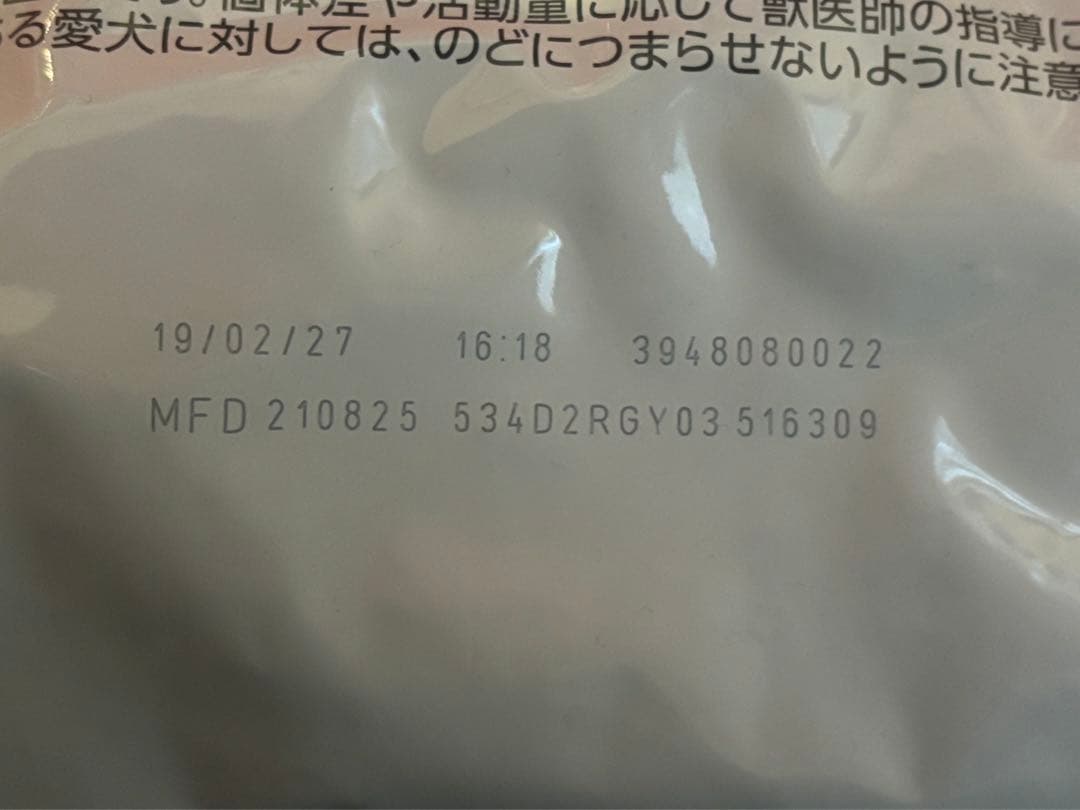 個体差や活動量に応じて獣医師の指導に
る愛犬に対しては、のどにつまらせないように注意
19/02/27 16:18 3948080022
MFD 210825 534D2RGY03 516309